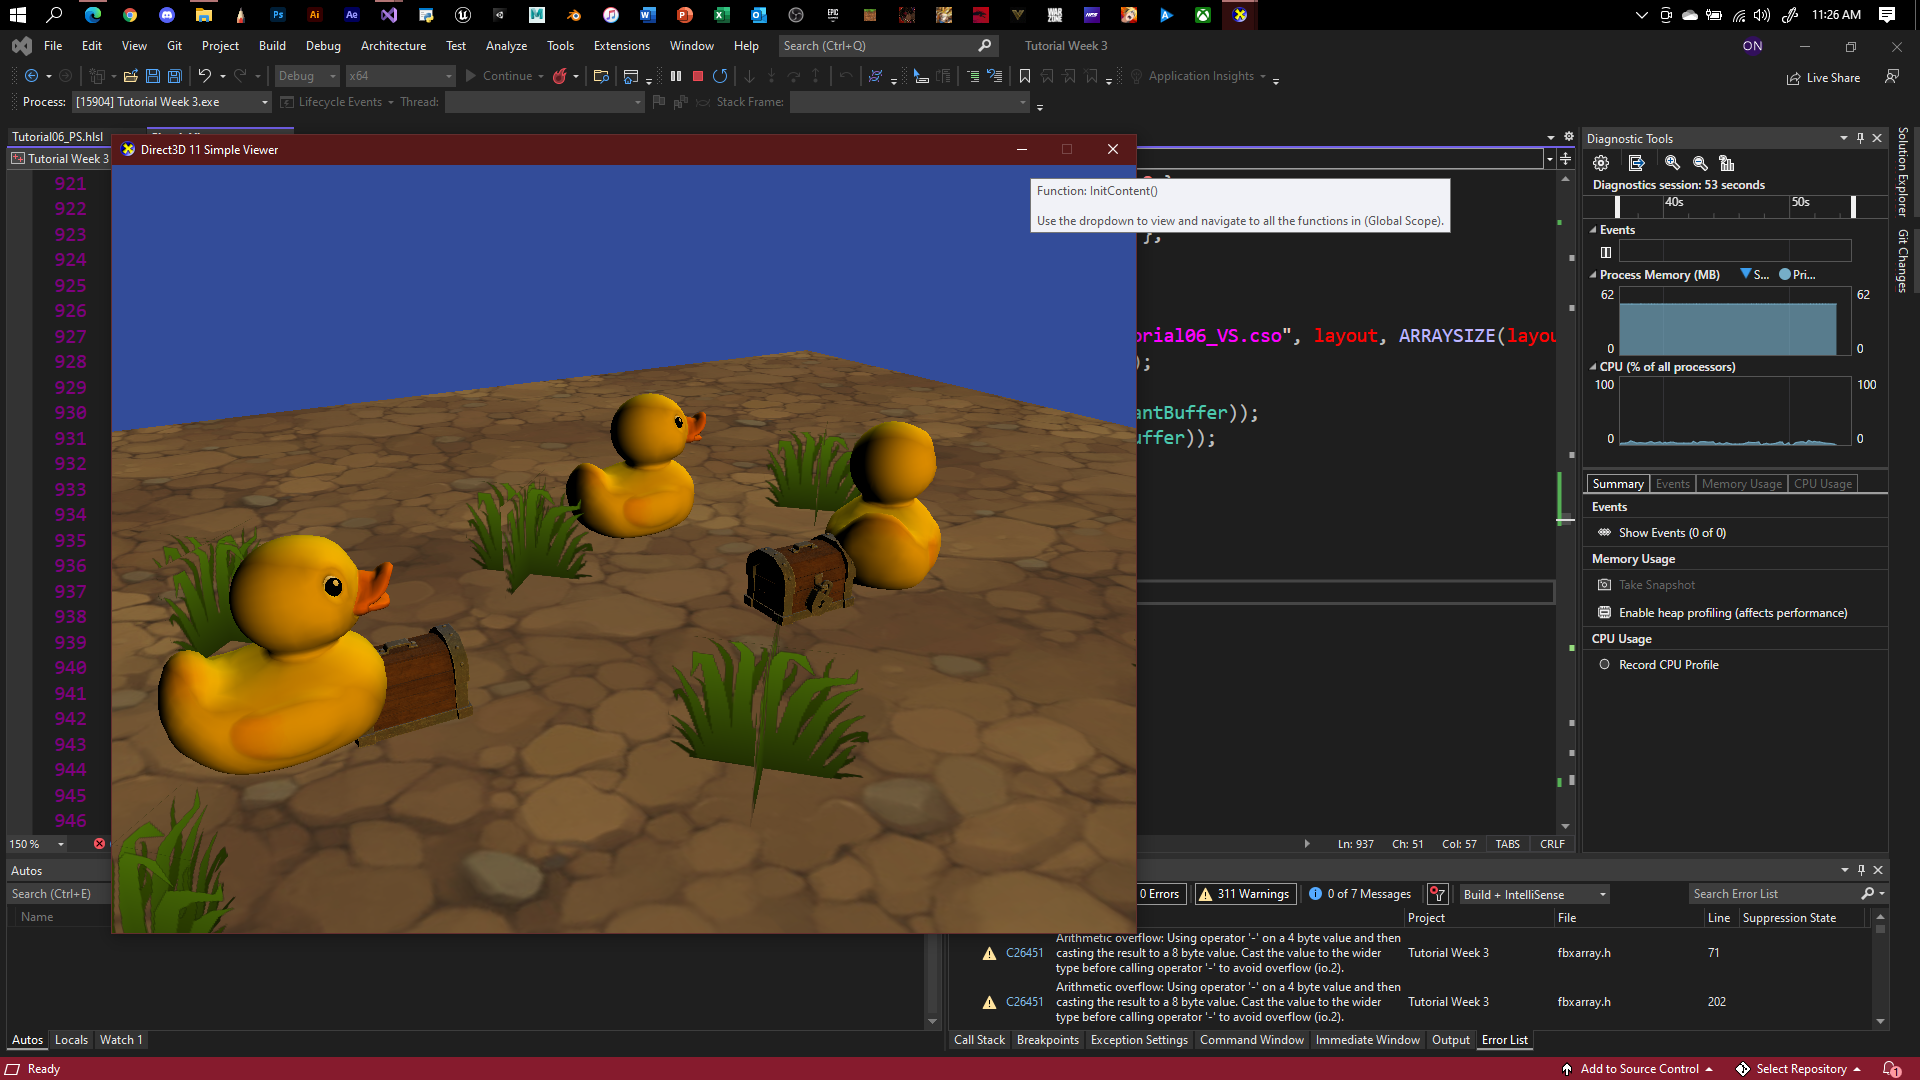 Ps
Ai
Ae
EPIC
11:26 AM
File Edit View Git Project Build Debug Architecture Test Analyze Tools Extensions Window Help Search (Ctrl+Q) Tutorial Week 3 ON
Debug x64 Continue Application Insights Live Share
Process: [15904] Tutorial Week 3.exe Lifecycle Events Thread: Stack Frame:
Tutorial06_PS.hlsl
Tutorial Week 3
Direct3D 11 Simple Viewer
Function: InitContent()
Use the dropdown to view and navigate to all the functions in (Global Scope).
921
922
923
924
925
926
927
928
929
930
931
932
933
934
935
936
937
938
939
940
941
942
943
944
945
946
};
orial06_VS.cso", layout, ARRAYSIZE(layou
);
antBuffer));
uffer));
150 %
Ln: 937 Ch: 51 Col: 57 TABS CRLF
Diagnostic Tools
Diagnostics session: 53 seconds
40s 50s
Events
Process Memory (MB) S... Pri...
62 62
0 0
CPU (% of all processors)
100 100
0 0
Summary Events Memory Usage CPU Usage
Events
Show Events (0 of 0)
Memory Usage
Take Snapshot
Enable heap profiling (affects performance)
CPU Usage
Record CPU Profile
Solution Explorer
Git Changes
Autos
Search (Ctrl+E)
Name
Autos Locals Watch 1
0 Errors 311 Warnings 0 of 7 Messages Build + IntelliSense Search Error List
Project File Line Suppression State
C26451 Arithmetic overflow: Using operator '-' on a 4 byte value and then
casting the result to a 8 byte value. Cast the value to the wider
type before calling operator '-' to avoid overflow (io.2).
Tutorial Week 3 fbxarray.h 71
C26451 Arithmetic overflow: Using operator '-' on a 4 byte value and then
casting the result to a 8 byte value. Cast the value to the wider
type before calling operator '-' to avoid overflow (io.2).
Tutorial Week 3 fbxarray.h 202
Call Stack Breakpoints Exception Settings Command Window Immediate Window Output Error List
Ready Add to Source Control Select Repository 1